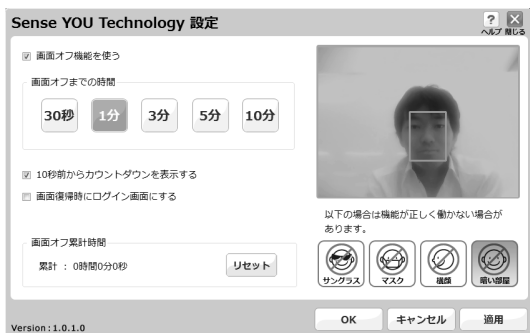 Sense YOU Technology 設定
?
ヘルプ 閉じる
画面オフ機能を使う
画面オフまでの時間
30秒 1分 3分 5分 10分
10秒前からカウントダウンを表示する
画面復帰時にログイン画面にする
以下の場合は機能が正しく働かない場合が
あります。
画面オフ累計時間
累計 : 0時間0分0秒 リセット
サングラス マスク 横顔 暗い部屋
OK キャンセル 適用
Version : 1.0.1.0